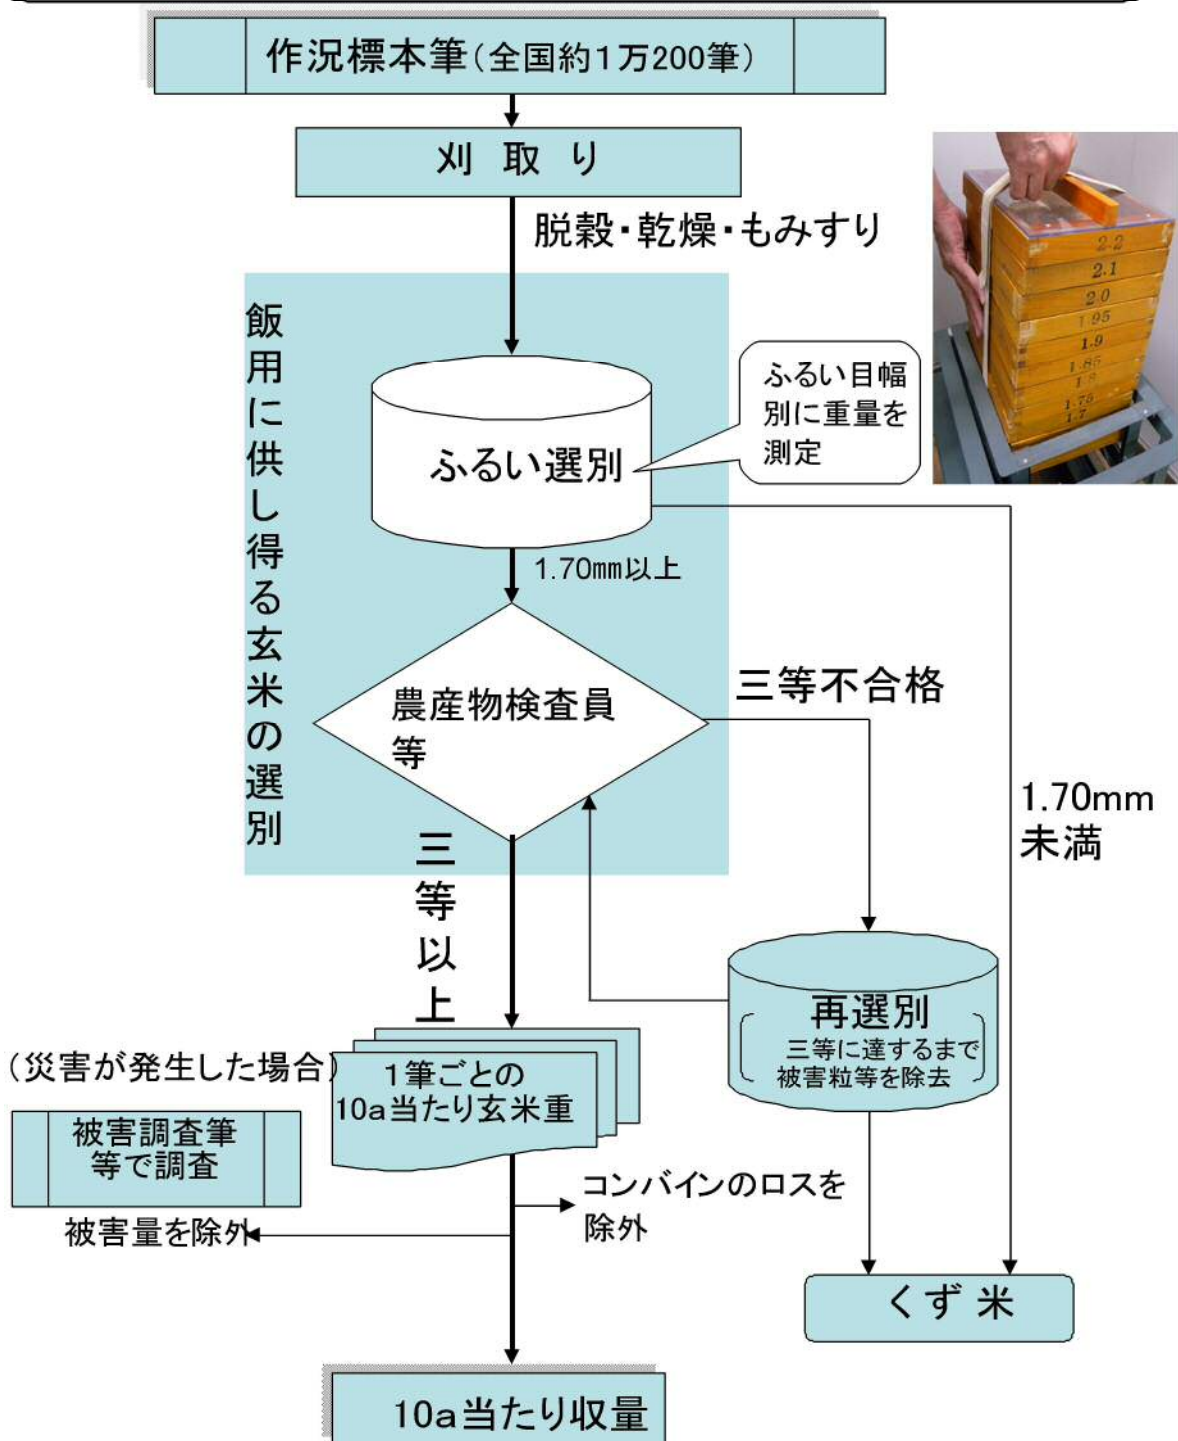 作況標本筆（全国約１万200筆）
刈 取 り
脱穀・乾燥・もみすり
飯用に供し得る玄米の選別
2.2
2.1
2.0
1.95
1.9
1.85
1.8
1.75
1.7
ふるい目幅
別に重量を
測定
ふるい選別
1.70㎜以上
農産物検査員
等
三等不合格
1.70mm
未満
三等以上
再選別
三等に達するまで
被害粒等を除去
（災害が発生した場合）
１筆ごとの
10a当たり玄米重
被害調査筆
等で調査
コンバインのロスを
除外
被害量を除外
くず 米
10a当たり収量